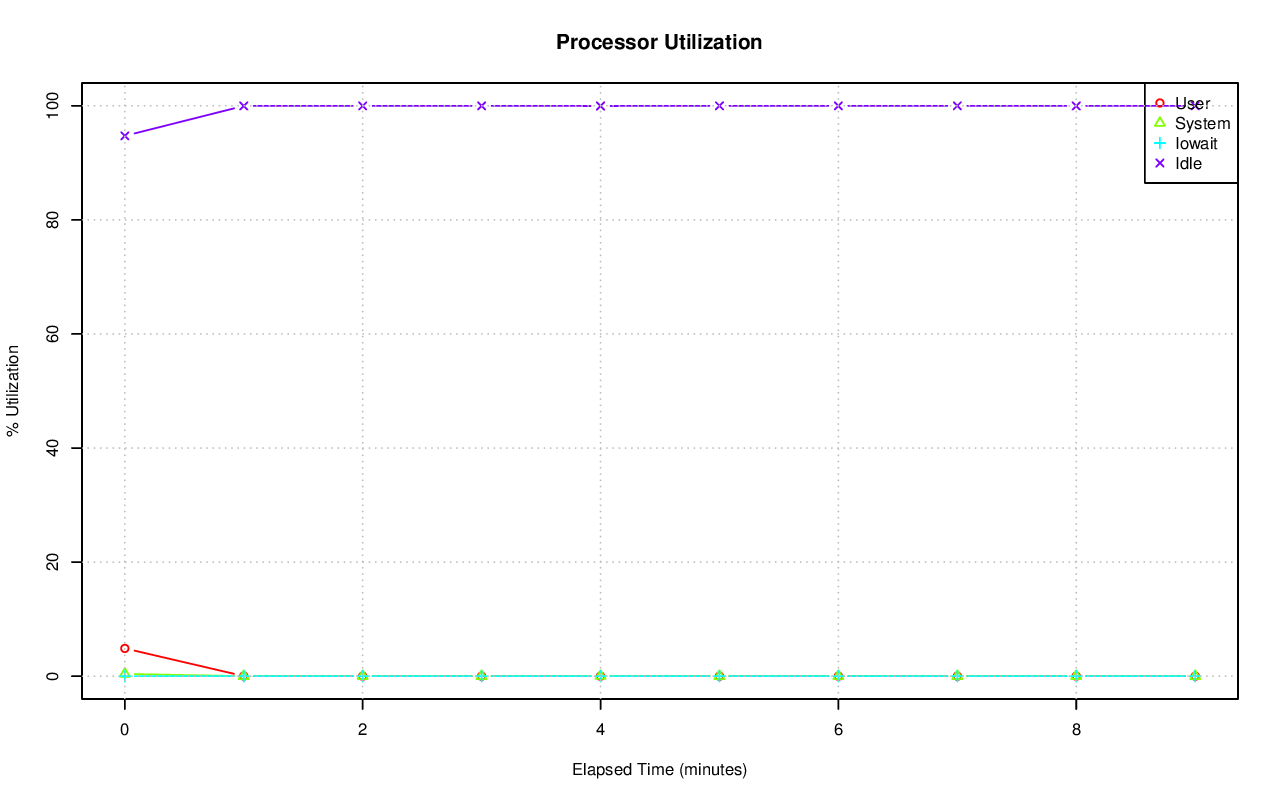 Processor Utilization
% Utilization
100
80
60
40
20
0
User
System
Iowait
Idle
0 2 4 6 8
Elapsed Time (minutes)